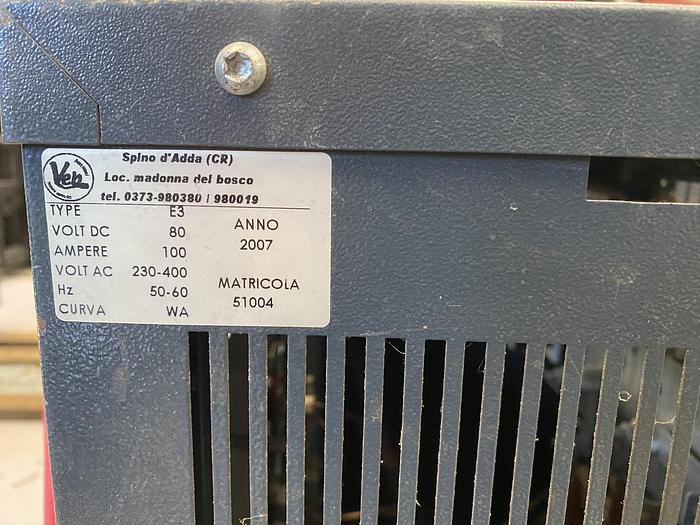 Ven
Spino d'Adda (CR)
Loc. madonna del bosco
tel. 0373-980380 / 980019
TYPE E3
VOLT DC 80
AMPERE 100
VOLT AC 230-400
Hz 50-60
CURVA WA
ANNO
2007
MATRICOLA
51004